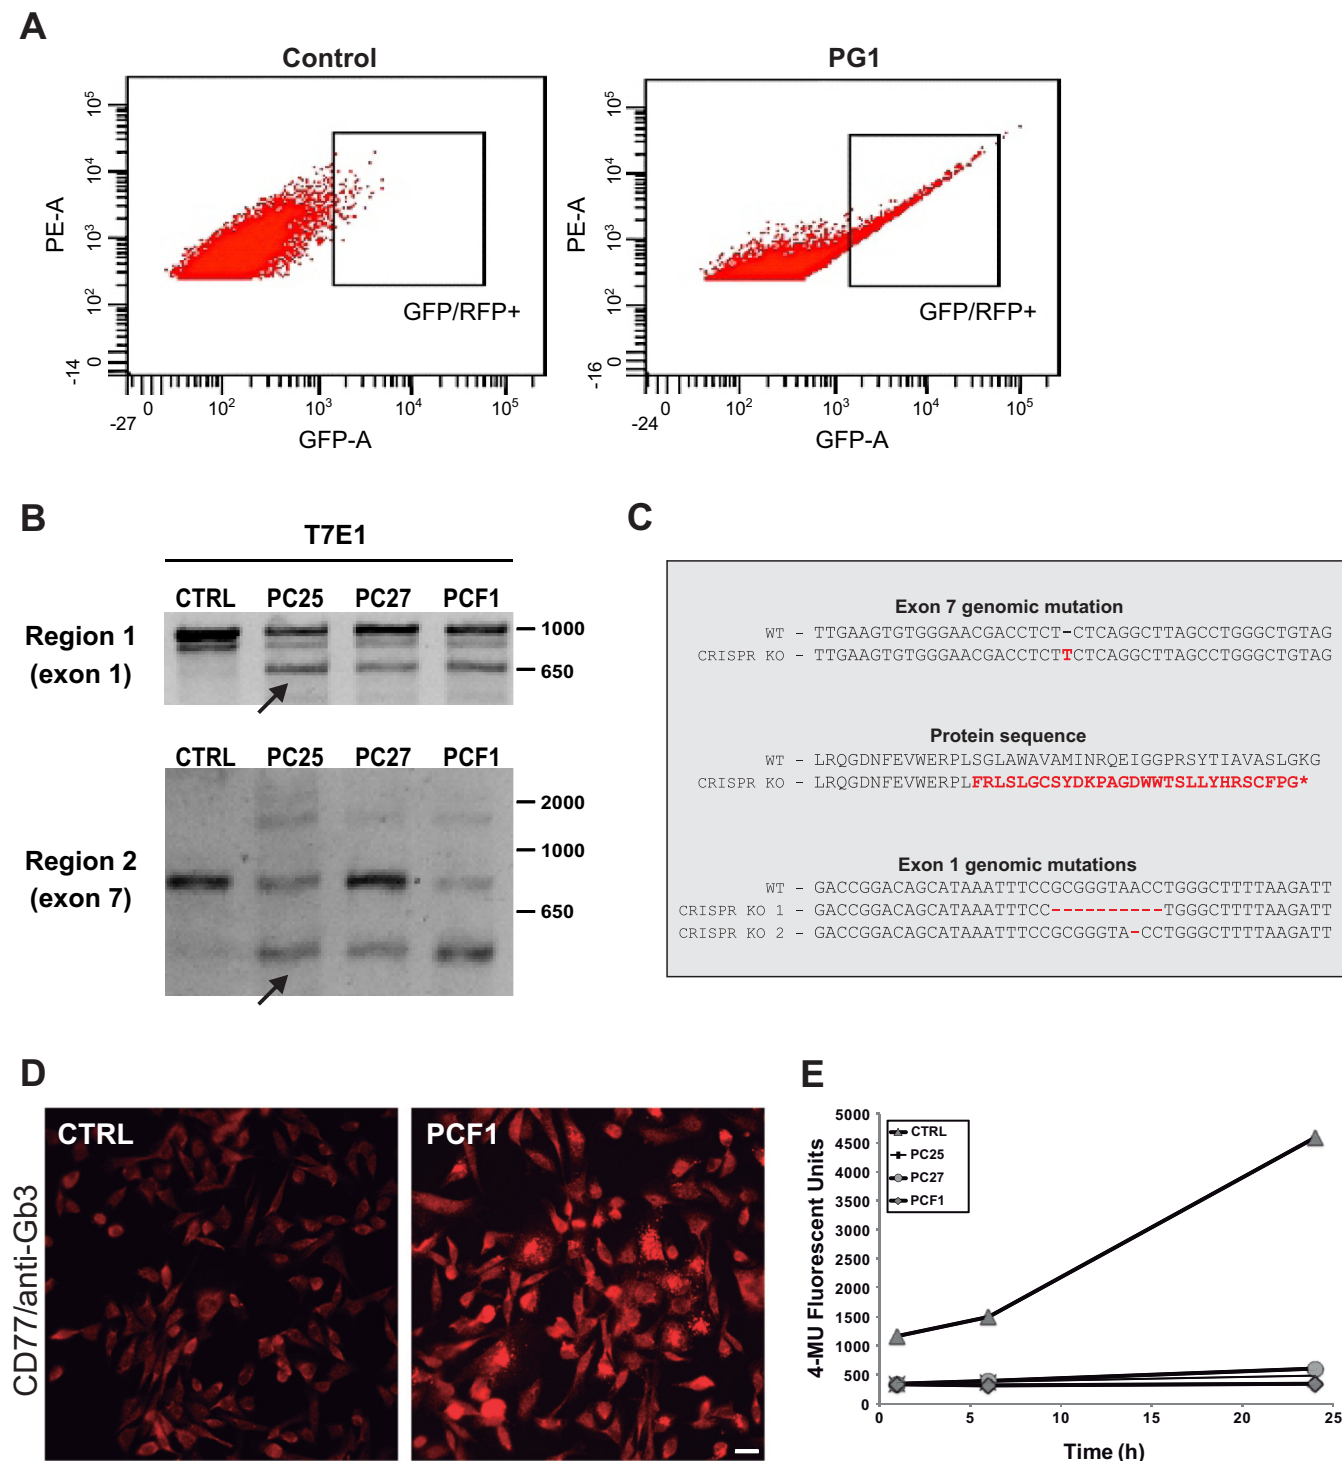 A
Control
PG1
PE-A
10^5
10^4
10^3
10^2
0
-14
-27
0
10^2
10^3
10^4
10^5
GFP-A
GFP/RFP+
PE-A
10^5
10^4
10^3
10^2
0
-16
-24
0
10^2
10^3
10^4
10^5
GFP-A
GFP/RFP+
B
T7E1
CTRL PC25 PC27 PCF1
Region 1
(exon 1)
1000
650
CTRL PC25 PC27 PCF1
Region 2
(exon 7)
2000
1000
650
C
Exon 7 genomic mutation
WT - TTGAAGTGTGGGAACGACCTCT-CTCAGGCTTAGCCTGGGCTGTAG
CRISPR KO - TTGAAGTGTGGGAACGACCTCTTCTCAGGCTTAGCCTGGGCTGTAG
Protein sequence
WT - LRQGDNFEVWERPLSGLAWAVAMINRQEIGGPRSYTIAVASLGKG
CRISPR KO - LRQGDNFEVWERPLFRLSLGCSYDKPAGDWWTSLLYHRSCFPG*
Exon 1 genomic mutations
WT - GACCGGACAGCATAAATTTCCGCGGGTAACCTGGGCTTTTAAGATT
CRISPR KO 1 - GACCGGACAGCATAAATTTCC----------TGGGCTTTTAAGATT
CRISPR KO 2 - GACCGGACAGCATAAATTTCCGCGGGTA-CCTGGGCTTTTAAGATT
D
CD77/anti-Gb3
CTRL
PCF1
E
4-MU Fluorescent Units
5000
4500
4000
3500
3000
2500
2000
1500
1000
500
0
CTRL
PC25
PC27
PCF1
0 5 10 15 20 25
Time (h)